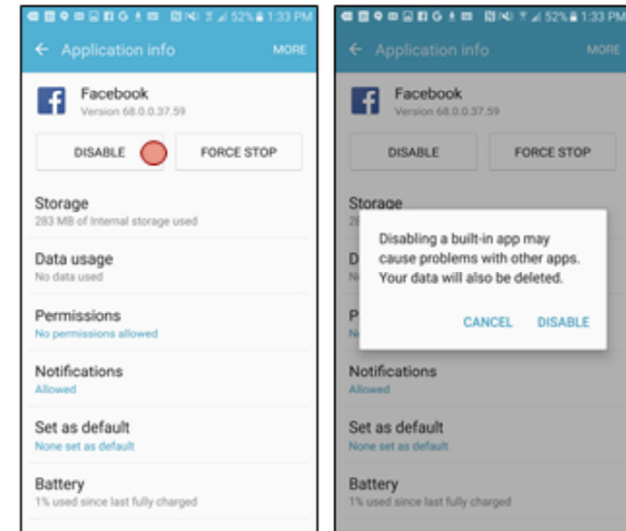 52% 1:33 PM
Application info MORE
Facebook
Version 68.0.0.37.59
DISABLE FORCE STOP
Storage
283 MB of Internal storage used
Data usage
No data used
Permissions
No permissions allowed
Notifications
Allowed
Set as default
None set as default
Battery
1% used since last fully charged
52% 1:33 PM
Application info MORE
Facebook
Version 68.0.0.37.59
DISABLE FORCE STOP
Storage
Disabling a built-in app may
cause problems with other apps.
Your data will also be deleted.
CANCEL DISABLE
Notifications
Allowed
Set as default
None set as default
Battery
1% used since last fully charged